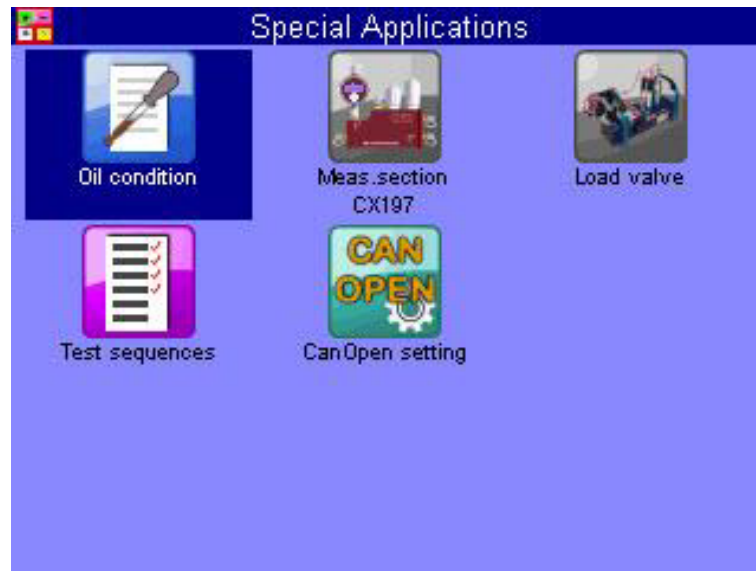 Special Applications
Oil condition
Meas.section
CX197
Load valve
CAN
OPEN
Test sequences
CanOpen setting